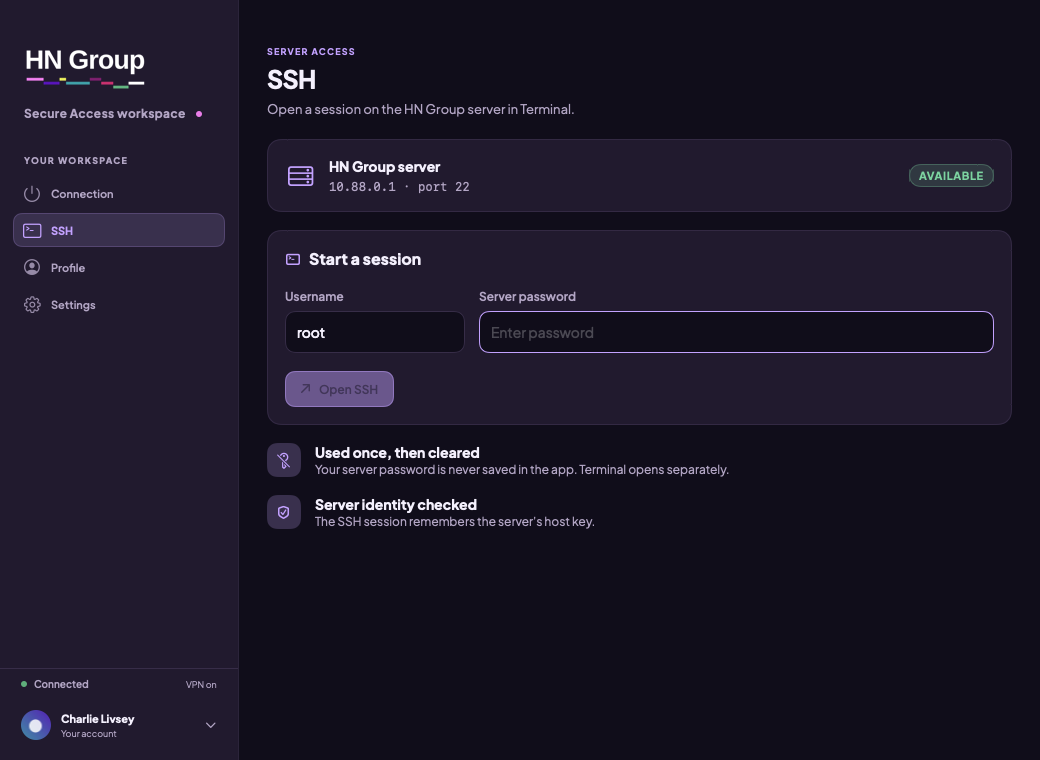 HN Group
Secure Access workspace
YOUR WORKSPACE
Connection
SSH
Profile
Settings
Connected
VPN on
Charlie Livsey
Your account
SERVER ACCESS
SSH
Open a session on the HN Group server in Terminal.
HN Group server
10.88.0.1 · port 22
AVAILABLE
Start a session
Username
Server password
root
Enter password
Open SSH
Used once, then cleared
Your server password is never saved in the app. Terminal opens separately.
Server identity checked
The SSH session remembers the server's host key.